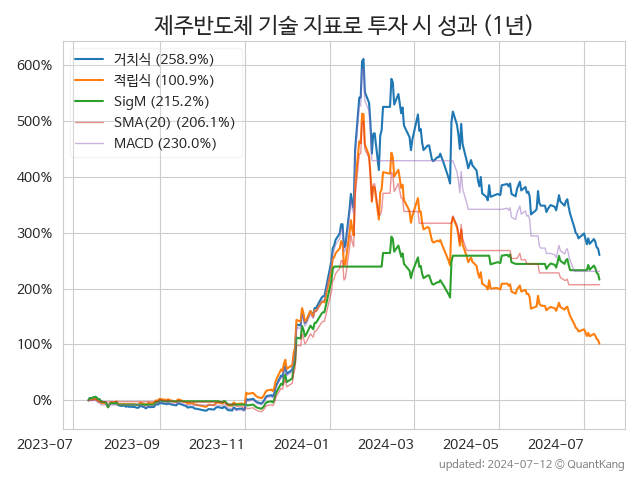 제주반도체 기술 지표로 투자 시 성과 (1년)
거치식 (258.9%)
적립식 (100.9%)
SigM (215.2%)
SMA(20) (206.1%)
MACD (230.0%)
600%
500%
400%
300%
200%
100%
0%
2023-07 2023-09 2023-11 2024-01 2024-03 2024-05 2024-07
updated: 2024-07-12 © QuantKang